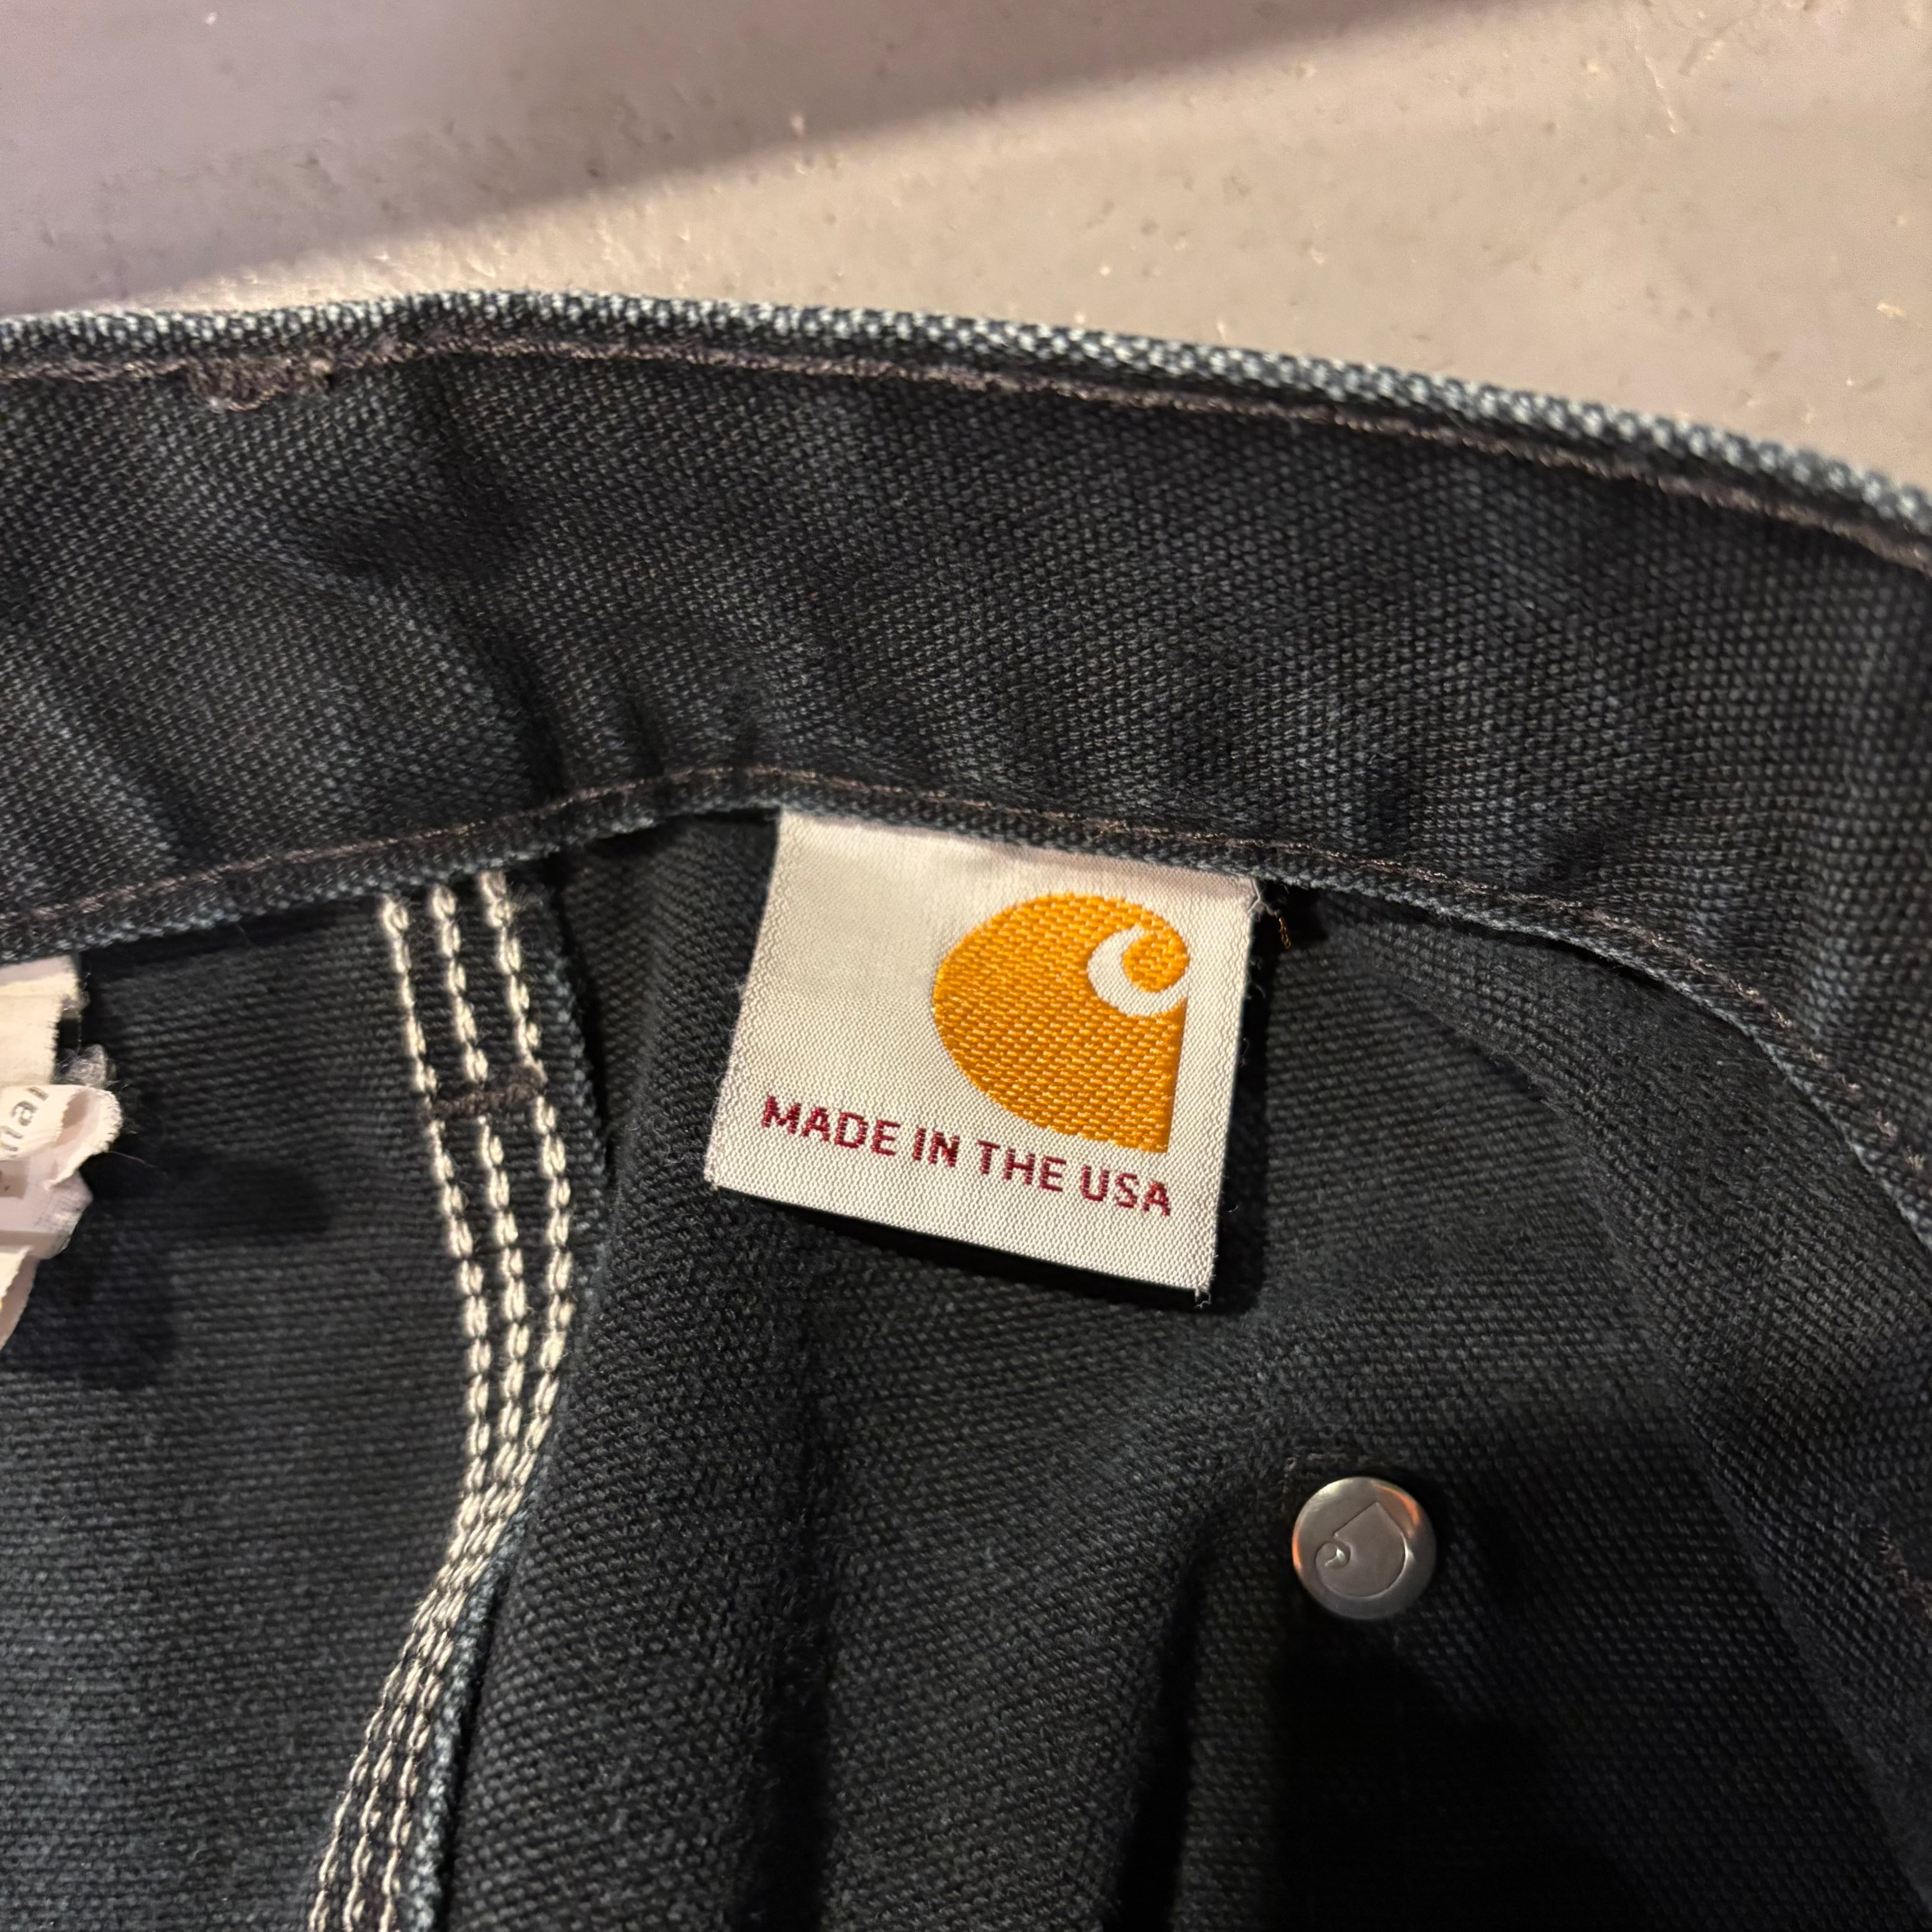 MADE IN THE USA